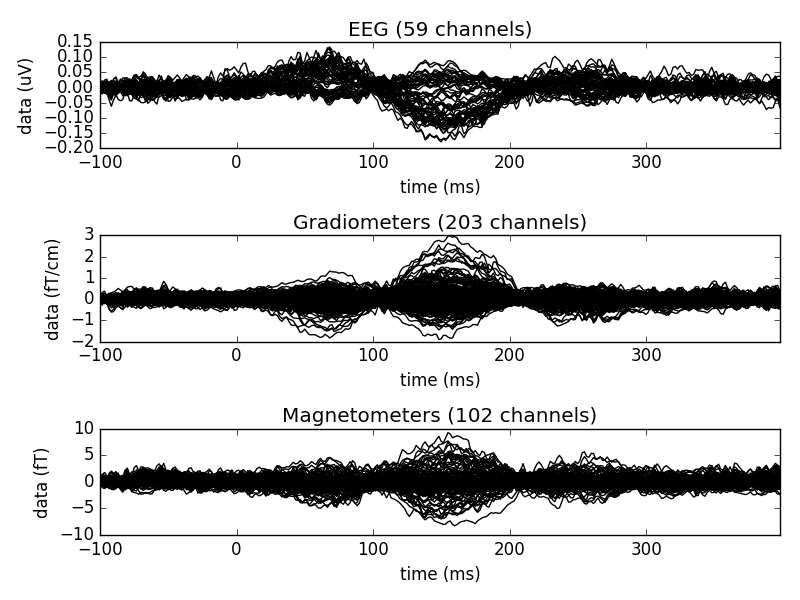 EEG (59 channels)
0.15
0.10
0.05
0.00
−0.05
−0.10
−0.15
−0.20
data (uV)
−100 0 100 200 300
time (ms)
Gradiometers (203 channels)
3
2
1
0
−1
−2
data (fT/cm)
−100 0 100 200 300
time (ms)
Magnetometers (102 channels)
10
5
0
−5
−10
data (fT)
−100 0 100 200 300
time (ms)